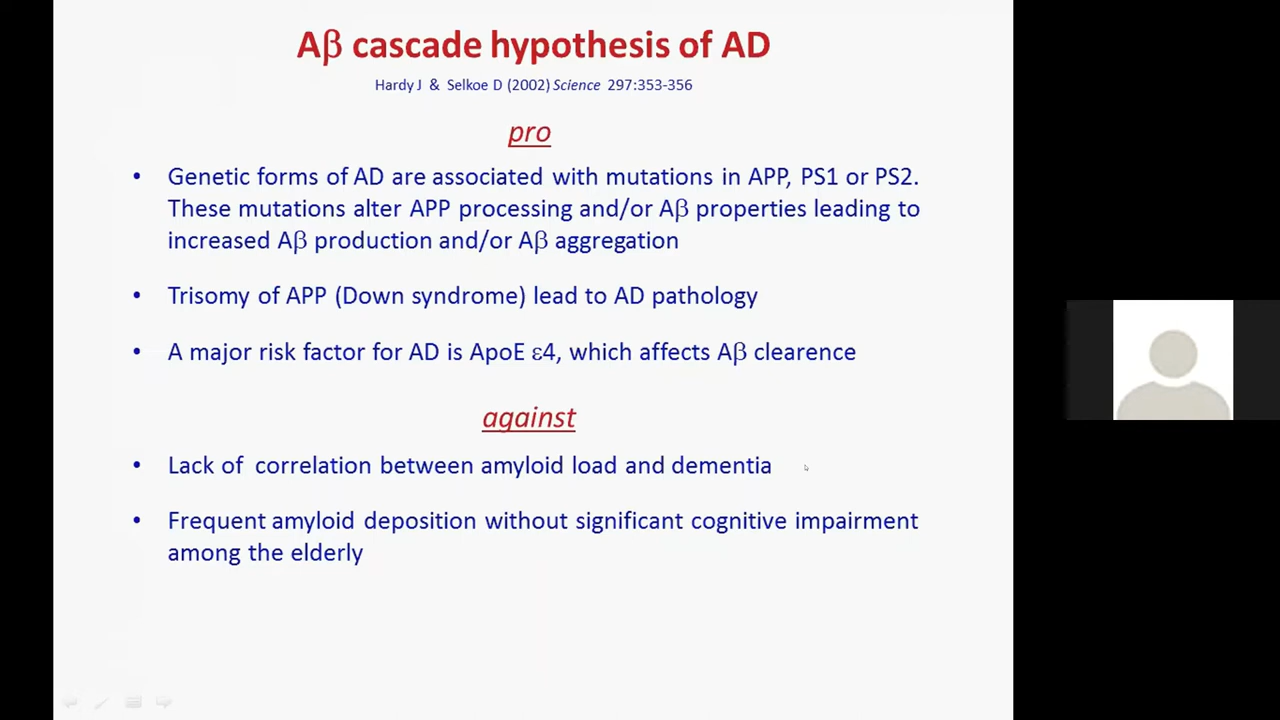 Aβ cascade hypothesis of AD
Hardy J & Selkoe D (2002) Science 297:353-356
pro
• Genetic forms of AD are associated with mutations in APP, PS1 or PS2.
These mutations alter APP processing and/or Aβ properties leading to
increased Aβ production and/or Aβ aggregation
• Trisomy of APP (Down syndrome) lead to AD pathology
• A major risk factor for AD is ApoE ε4, which affects Aβ clearence
against
• Lack of correlation between amyloid load and dementia
• Frequent amyloid deposition without significant cognitive impairment
among the elderly